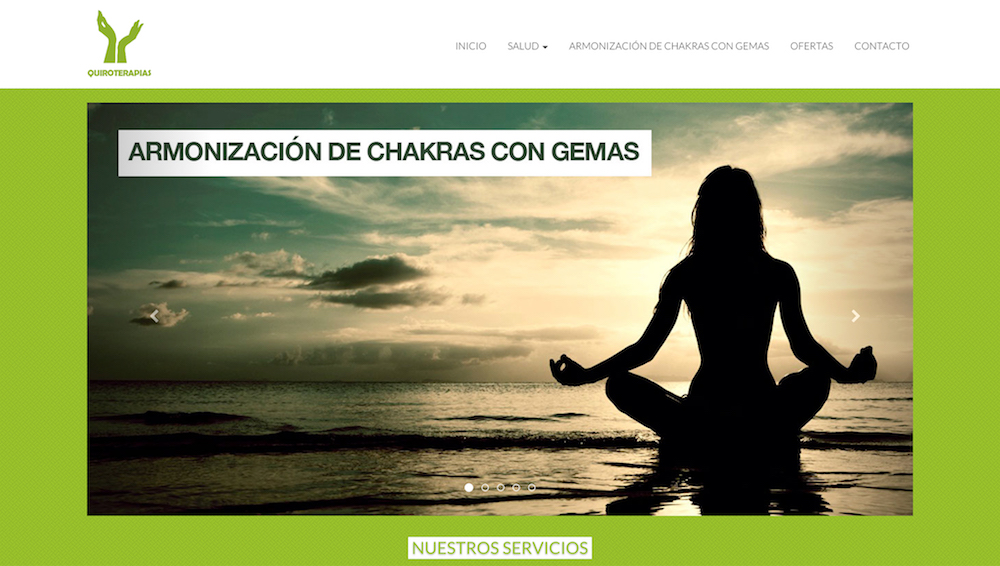 QUIROTERAPIAS
INICIO SALUD ARMONIZACIÓN DE CHAKRAS CON GEMAS OFERTAS CONTACTO
ARMONIZACIÓN DE CHAKRAS CON GEMAS
NUESTROS SERVICIOS